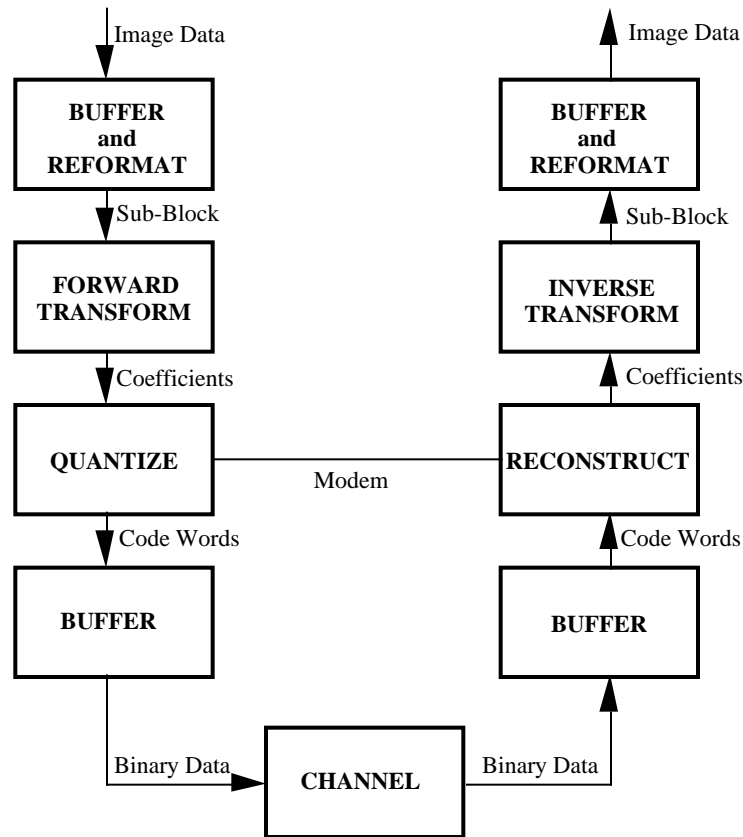 Image Data
BUFFER
and
REFORMAT
Sub-Block
FORWARD
TRANSFORM
Coefficients
QUANTIZE
Code Words
BUFFER
Binary Data
CHANNEL
Modem
Image Data
BUFFER
and
REFORMAT
Sub-Block
INVERSE
TRANSFORM
Coefficients
RECONSTRUCT
Code Words
BUFFER
Binary Data